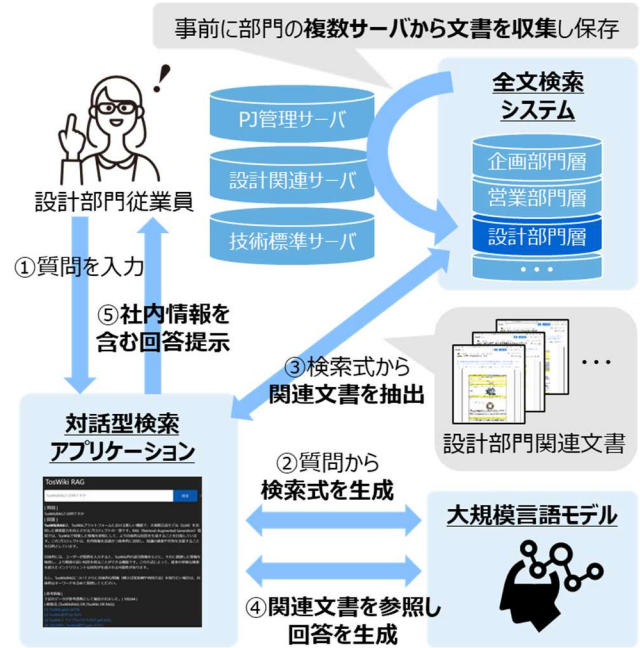 事前に部門の複数サーバから文書を収集し保存
全文検索
システム
PJ管理サーバ
設計関連サーバ
技術標準サーバ
企画部門層
営業部門層
設計部門層
・・・
設計部門従業員
①質問を入力
⑤社内情報を
含む回答提示
③検索式から
関連文書を抽出
・・・
設計部門関連文書
対話型検索
アプリケーション
TosWiki RAG
②質問から
検索式を生成
大規模言語モデル
④関連文書を参照し
回答を生成